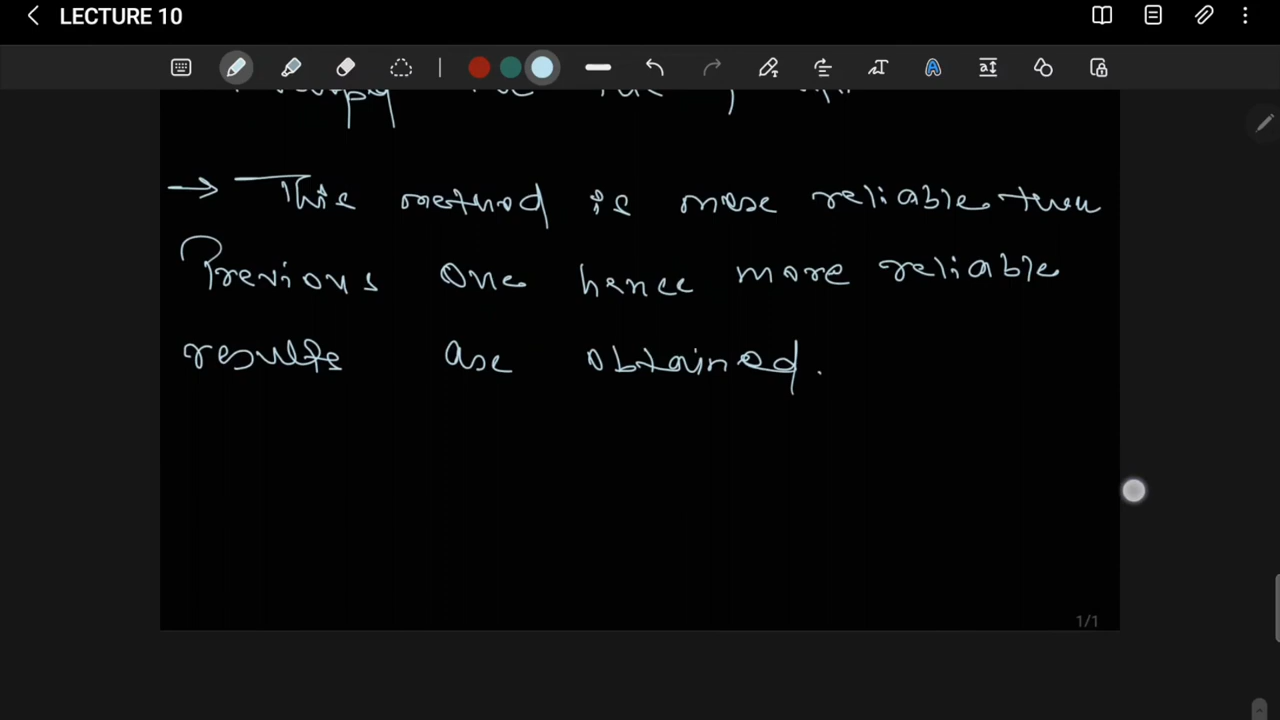 LECTURE 10
→ This method is more reliable than
Previous one hence more reliable
results are obtained.
1/1